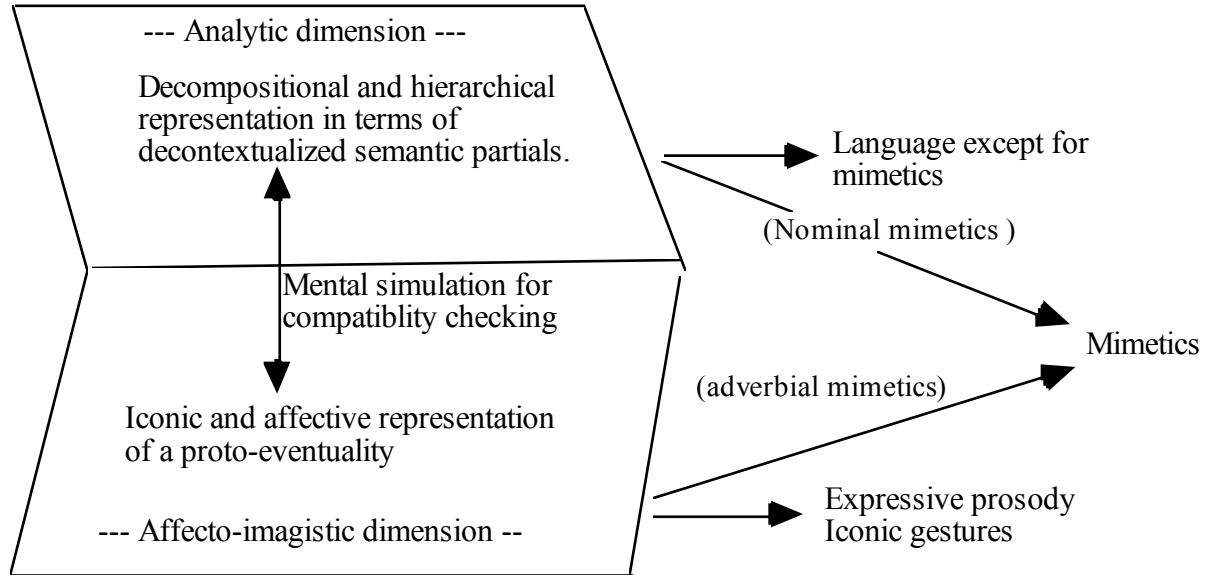 --- Analytic dimension ---
Decompositional and hierarchical
representation in terms of
decontextualized semantic partials.
Language except for
mimetics
(Nominal mimetics )
Mental simulation for
compatiblity checking
Mimetics
(adverbial mimetics)
Iconic and affective representation
of a proto-eventuality
Expressive prosody
Iconic gestures
--- Affecto-imagistic dimension --